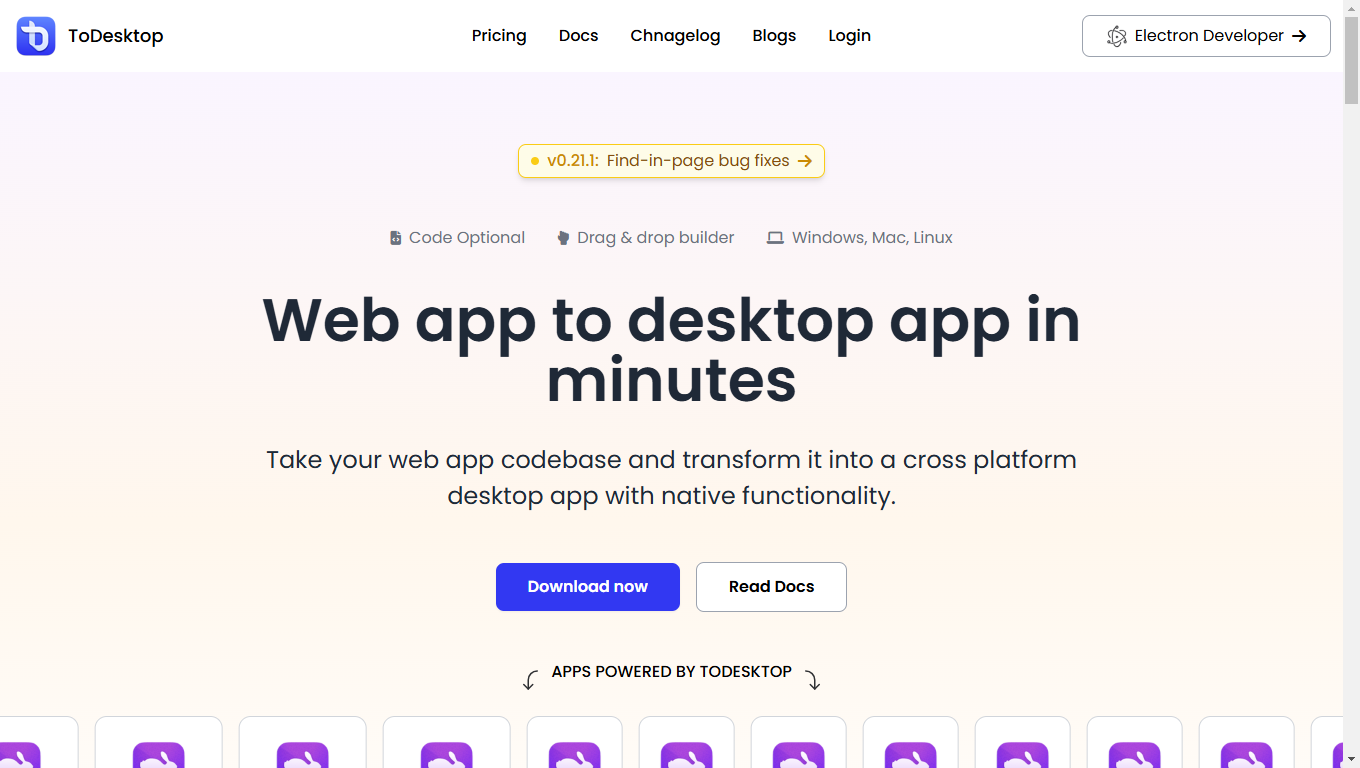 ToDesktop
Pricing Docs Chnagelog Blogs Login
Electron Developer
v0.21.1: Find-in-page bug fixes
Code Optional
Drag & drop builder
Windows, Mac, Linux
Web app to desktop app in
minutes
Take your web app codebase and transform it into a cross platform
desktop app with native functionality.
Download now
Read Docs
APPS POWERED BY TODESKTOP